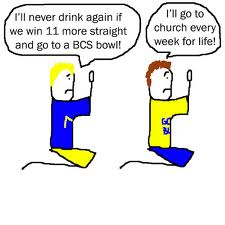 I'll never drink again if
we win 11 more straight
and go to a BCS bowl!
I'll go to
church every
week for life!
GO
BL